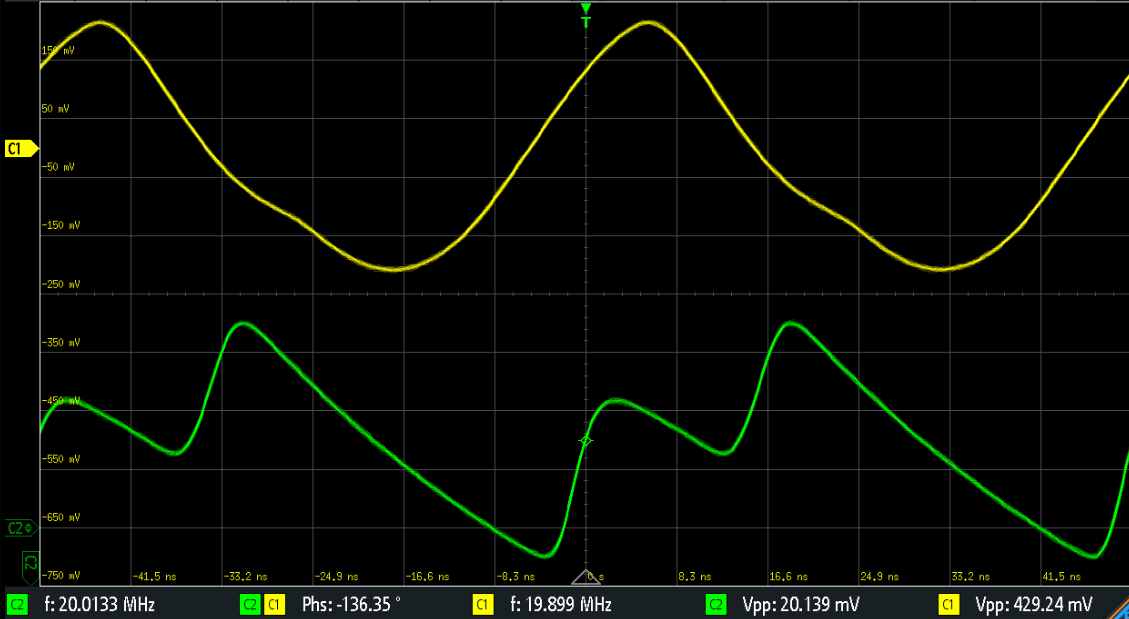 T
150 mV
50 mV
C1
-50 mV
-150 mV
-250 mV
-350 mV
-450 mV
-550 mV
-650 mV
C2
C2
-750 mV -41.5 ns -33.2 ns -24.9 ns -16.6 ns -8.3 ns 0 s 8.3 ns 16.6 ns 24.9 ns 33.2 ns 41.5 ns
C2 f: 20.0133 MHz C2 C1 Phs: -136.35 ° C1 f: 19.899 MHz C2 Vpp: 20.139 mV C1 Vpp: 429.24 mV